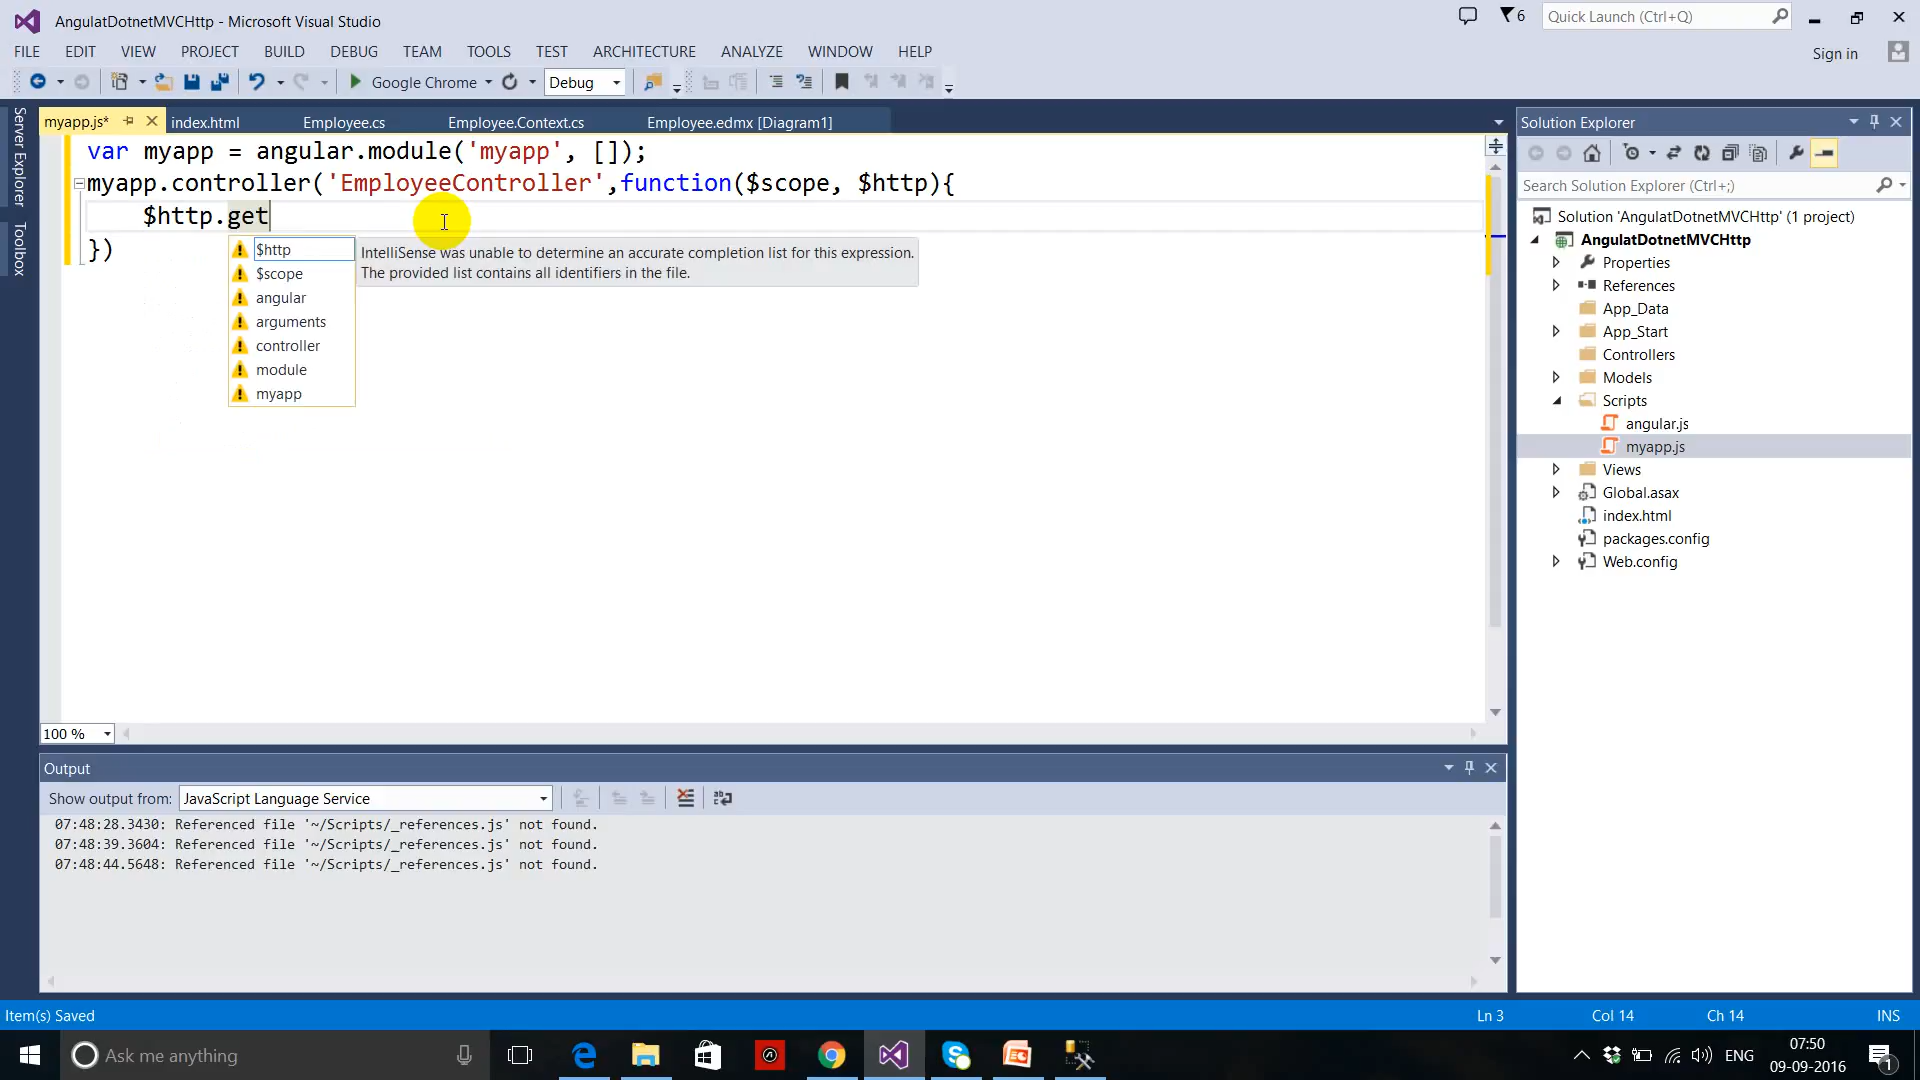 AngulatDotnetMVCHttp - Microsoft Visual Studio
6
Quick Launch (Ctrl+Q)
FILE EDIT VIEW PROJECT BUILD DEBUG TEAM TOOLS TEST ARCHITECTURE ANALYZE WINDOW HELP
Sign in
Google Chrome
Debug
Server Explorer
Toolbox
myapp.js* index.html Employee.cs Employee.Context.cs Employee.edmx [Diagram1]
var myapp = angular.module('myapp', []);
myapp.controller('EmployeeController',function($scope, $http){
$http.get
})
$http
$scope
angular
arguments
controller
module
myapp
IntelliSense was unable to determine an accurate completion list for this expression.
The provided list contains all identifiers in the file.
100 %
Solution Explorer
Search Solution Explorer (Ctrl+;)
Solution 'AngulatDotnetMVCHttp' (1 project)
AngulatDotnetMVCHttp
Properties
References
App_Data
App_Start
Controllers
Models
Scripts
angular.js
myapp.js
Views
Global.asax
index.html
packages.config
Web.config
Output
Show output from: JavaScript Language Service
07:48:28.3430: Referenced file '~/Scripts/_references.js' not found.
07:48:39.3604: Referenced file '~/Scripts/_references.js' not found.
07:48:44.5648: Referenced file '~/Scripts/_references.js' not found.
Item(s) Saved
Ln 3 Col 14 Ch 14 INS
Ask me anything
ENG
07:50
09-09-2016
1